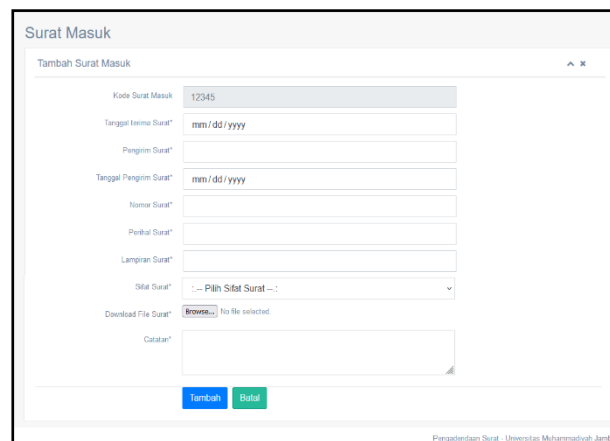 Surat Masuk
Tambah Surat Masuk
Kode Surat Masuk 12345
Tanggal terima Surat* mm/dd/yyyy
Pengirim Surat*
Tanggal Pengirim Surat* mm/dd/yyyy
Nomor Surat*
Perihal Surat*
Lampiran Surat*
Sifat Surat* :.-- Pilih Sifat Surat --.:
Download File Surat* Browse... No file selected.
Catatan*
Tambah Batal
Pengadendaan Surat - Universitas Muhammadiyah Jambi